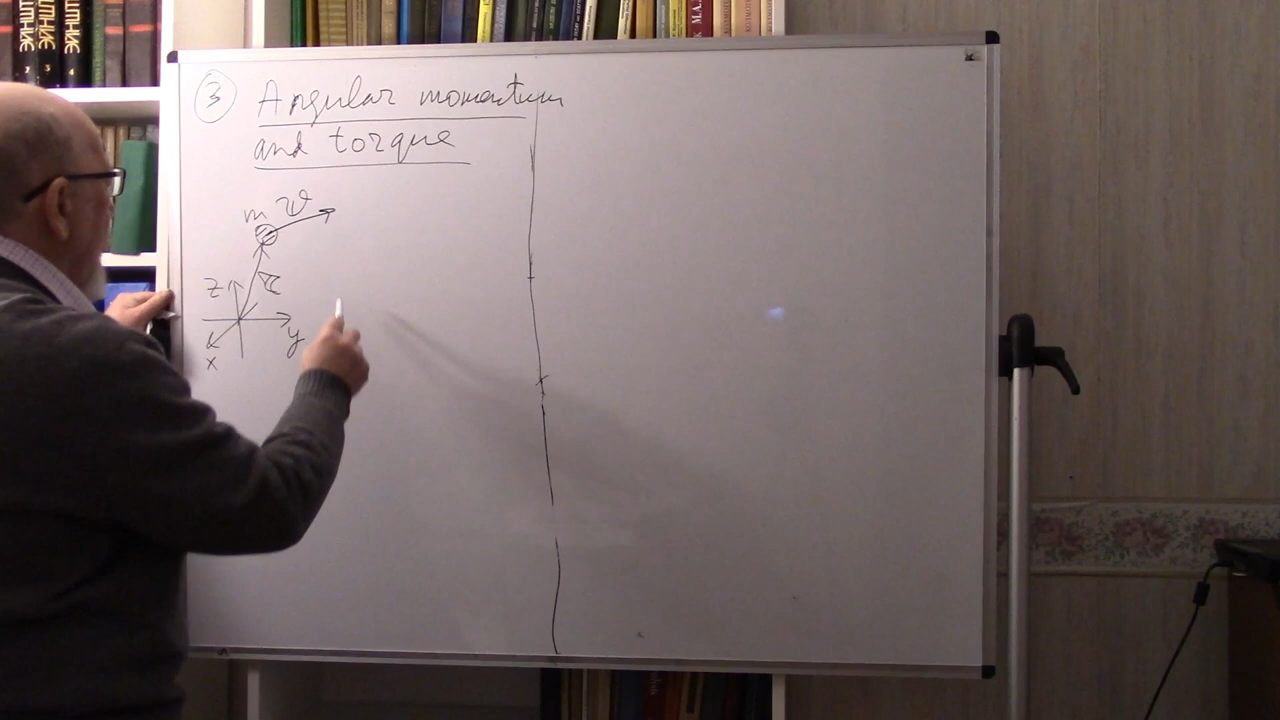 ③ Angular momentum
and torque
m v
z r
y
x